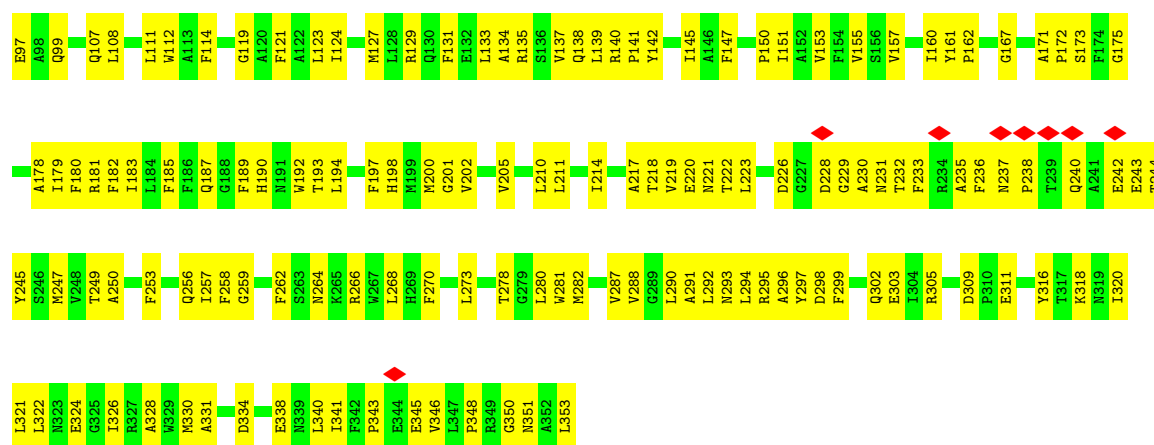 E97 A98 Q99 Q107 L108 L111 W112 A113 F114 G119 A120 F121 A122 L123 I124 M127 L128 R129 Q130 F131 E132 L133 A134 R135 S136 V137 Q138 L139 R140 P141 Y142 I145 A146 F147 P150 I151 A152 V153 F154 V155 S156 V157 I160 Y161 P162 G167 A171 P172 S173 F174 G175
A178 I179 F180 R181 F182 I183 L184 F185 F186 Q187 G188 F189 H190 N191 W192 T193 L194 F197 H198 M199 M200 G201 V202 V205 L210 L211 I214 A217 T218 V219 E220 N221 T222 L223 D226 G227 D228 G229 A230 N231 T232 F233 R234 A235 F236 N237 P238 T239 Q240 A241 E242 E243 T244
Y245 S246 M247 V248 T249 A250 F253 Q256 I257 F258 G259 F262 S263 N264 K265 R266 W267 L268 H269 F270 L273 T278 G279 L280 W281 M282 V287 V288 G289 L290 A291 L292 N293 L294 R295 A296 Y297 D298 F299 Q302 E303 I304 R305 D309 P310 E311 Y316 T317 K318 N319 I320
L321 L322 N323 E324 G325 I326 R327 A328 W329 M330 A331 D334 E338 N339 L340 I341 F342 P343 E344 E345 V346 L347 P348 R349 G350 N351 A352 L353